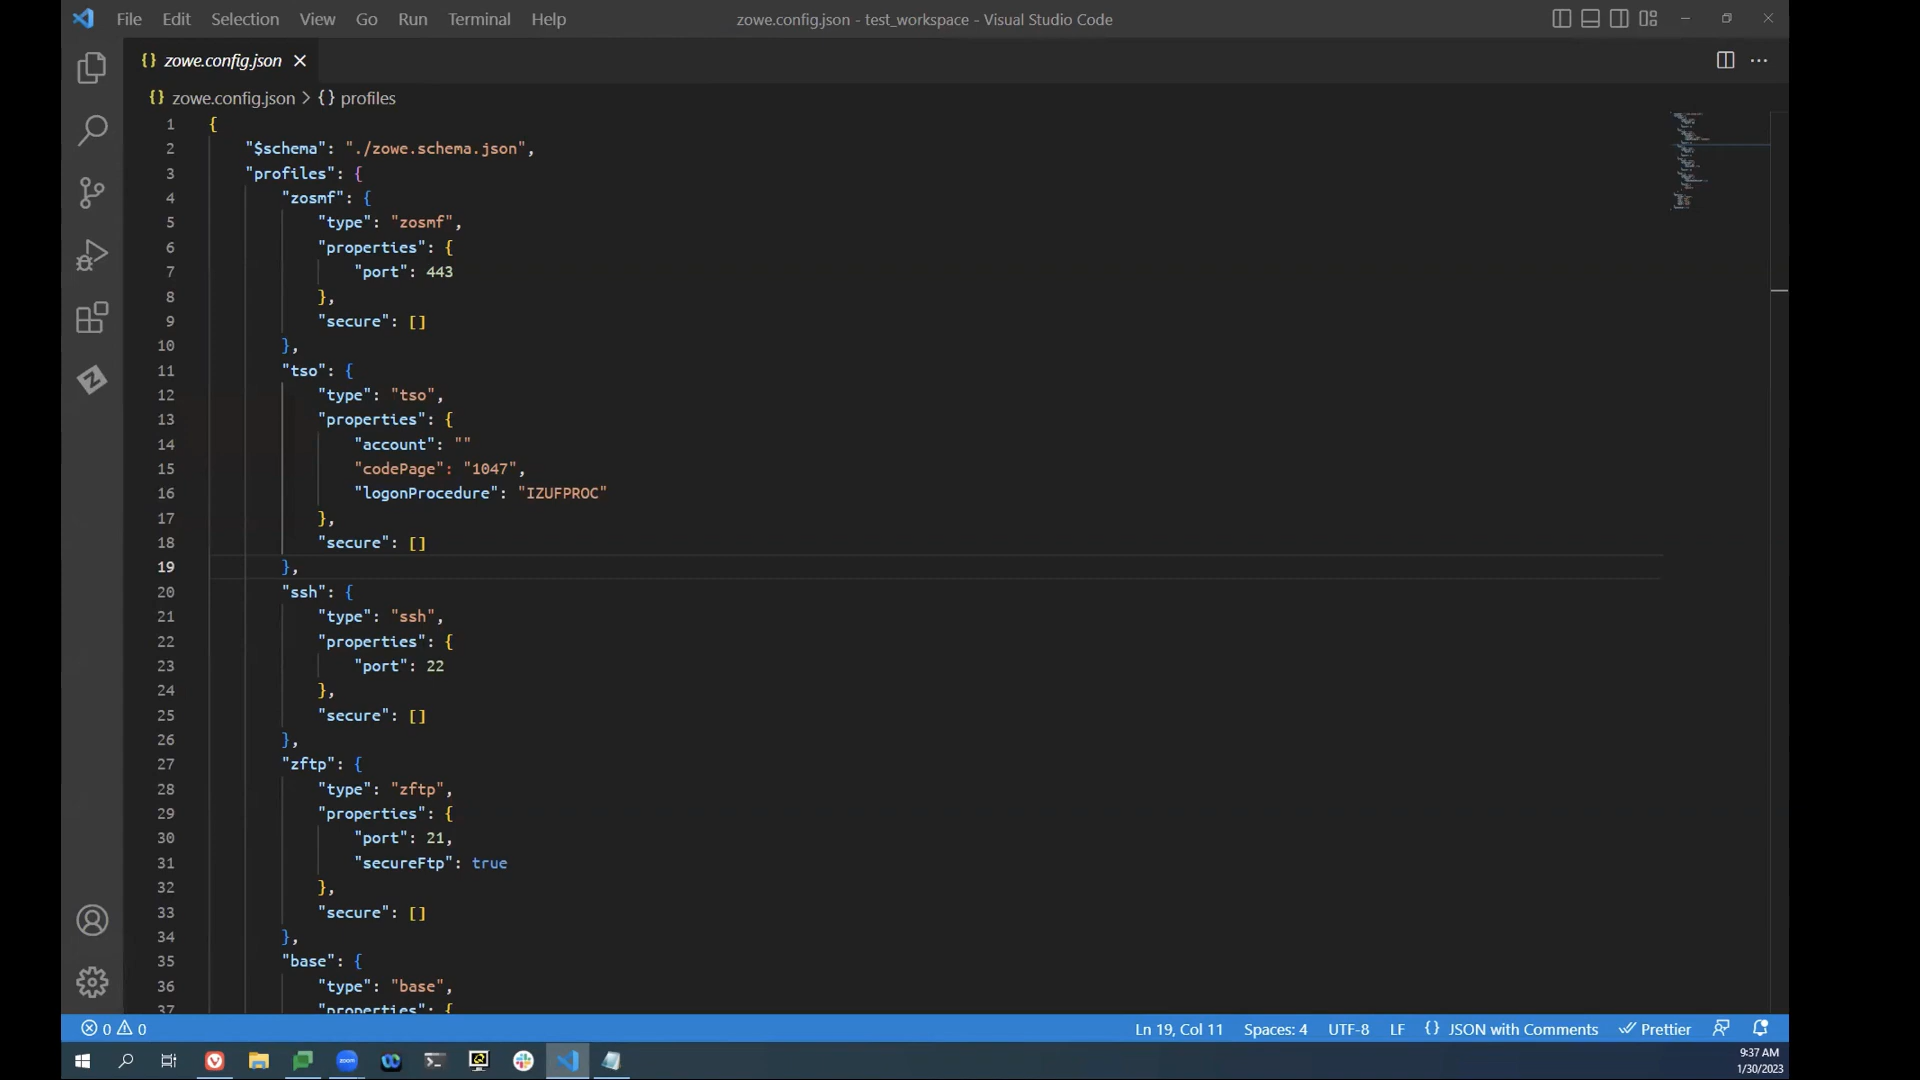 File Edit Selection View Go Run Terminal Help zowe.config.json - test_workspace - Visual Studio Code
{} zowe.config.json
{} zowe.config.json > {} profiles
1 {
2 "$schema": "./zowe.schema.json",
3 "profiles": {
4 "zosmf": {
5 "type": "zosmf",
6 "properties": {
7 "port": 443
8 },
9 "secure": []
10 },
11 "tso": {
12 "type": "tso",
13 "properties": {
14 "account": ""
15 "codePage": "1047",
16 "logonProcedure": "IZUFPROC"
17 },
18 "secure": []
19 },
20 "ssh": {
21 "type": "ssh",
22 "properties": {
23 "port": 22
24 },
25 "secure": []
26 },
27 "zftp": {
28 "type": "zftp",
29 "properties": {
30 "port": 21,
31 "secureFtp": true
32 },
33 "secure": []
34 },
35 "base": {
36 "type": "base",
37 "properties": {
0 0 Ln 19, Col 11 Spaces: 4 UTF-8 LF {} JSON with Comments Prettier
zoom
9:37 AM
1/30/2023